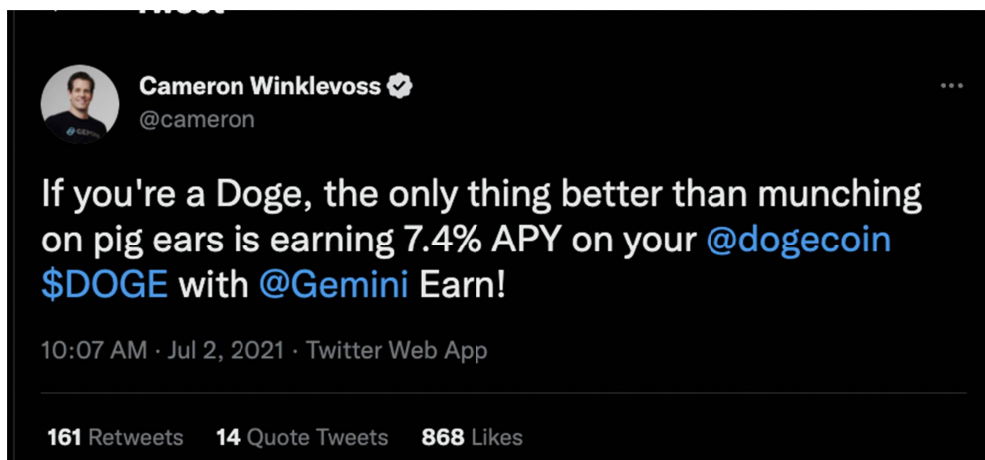 Tweet
Cameron Winklevoss
@cameron
If you're a Doge, the only thing better than munching
on pig ears is earning 7.4% APY on your @dogecoin
$DOGE with @Gemini Earn!
10:07 AM · Jul 2, 2021 · Twitter Web App
161 Retweets 14 Quote Tweets 868 Likes